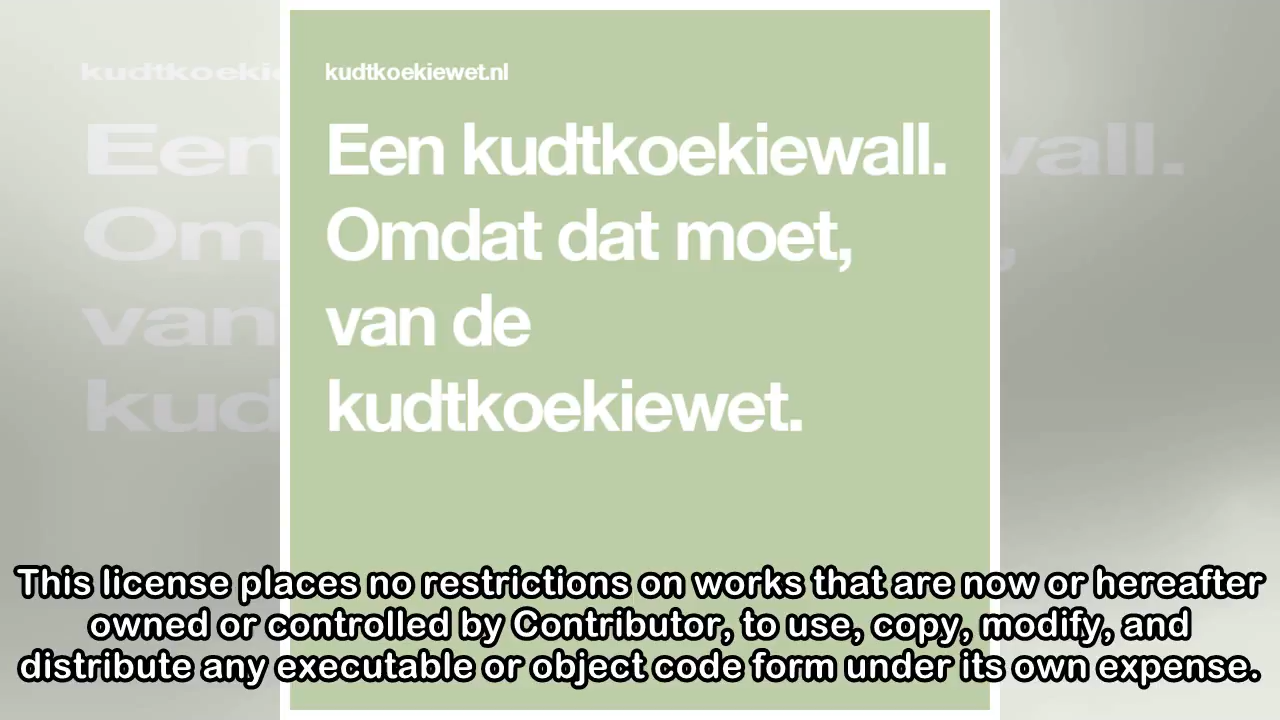 kudtkoekiewet.nl
Een kudtkoekiewall.
Omdat dat moet,
van de
kudtkoekiewet.
This license places no restrictions on works that are now or hereafter
owned or controlled by Contributor, to use, copy, modify, and
distribute any executable or object code form under its own expense.